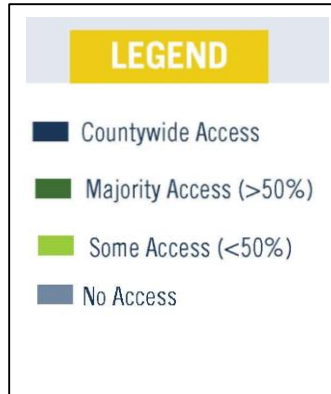 LEGEND
Countywide Access
Majority Access (>50%)
Some Access (<50%)
No Access